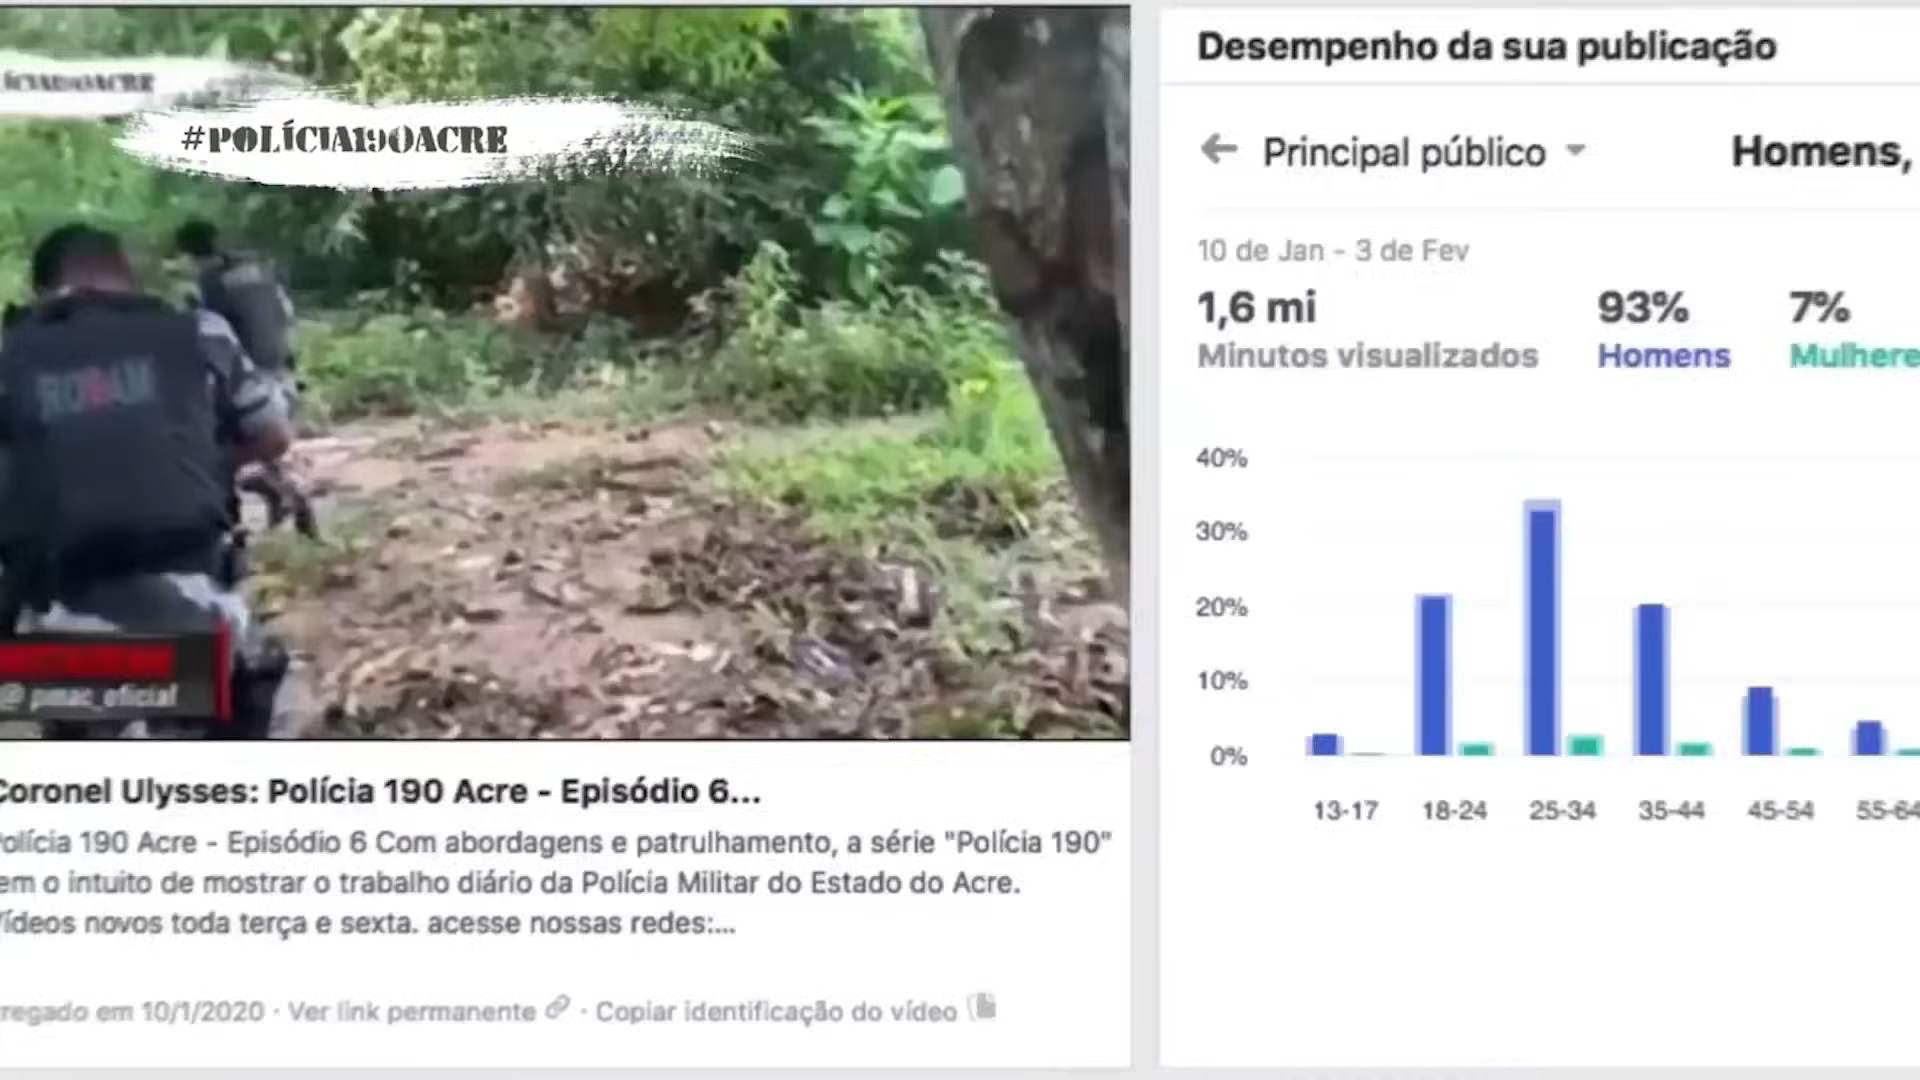 #POLÍCIA190ACRE
@pmac_oficial
Coronel Ulysses: Polícia 190 Acre - Episódio 6...
olícia 190 Acre - Episódio 6 Com abordagens e patrulhamento, a série "Polícia 190"
em o intuito de mostrar o trabalho diário da Polícia Militar do Estado do Acre.
ídeos novos toda terça e sexta. acesse nossas redes:...
regado em 10/1/2020 · Ver link permanente · Copiar identificação do vídeo
Desempenho da sua publicação
Principal público
Homens,
10 de Jan - 3 de Fev
1,6 mi
93%
7%
Minutos visualizados
Homens
Mulhere
40%
30%
20%
10%
0%
13-17
18-24
25-34
35-44
45-54
55-64